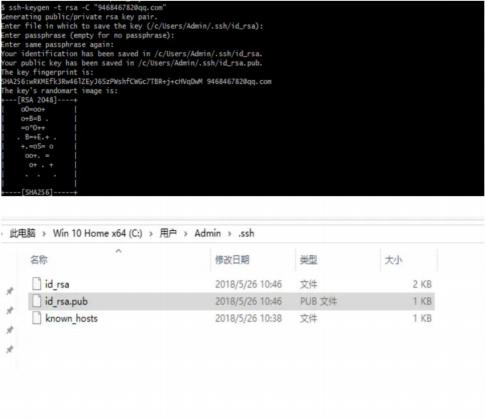 $ ssh-keygen -t rsa -C "946846782@qq.com"
Generating public/private rsa key pair.
Enter file in which to save the key (/c/Users/Admin/.ssh/id_rsa):
Enter passphrase (empty for no passphrase):
Enter same passphrase again:
Your identification has been saved in /c/Users/Admin/.ssh/id_rsa.
Your public key has been saved in /c/Users/Admin/.ssh/id_rsa.pub.
The key fingerprint is:
946846782@qq.com
The key's randomart image is:
+---[RSA 2048]----+
| oO=oo+ |
| o+B=B . |
| =o^O++ |
| . B=+E.+ . |
| +.=oS= o |
| oo+. = |
| o+ . + |
| . . . |
| |
+----[SHA256]-----+
此电脑 > Win 10 Home x64 (C:) > 用户 > Admin > .ssh
名称 修改日期 类型 大小
id_rsa 2018/5/26 10:46 文件 2 KB
id_rsa.pub 2018/5/26 10:46 PUB 文件 1 KB
known_hosts 2018/5/26 10:38 文件 1 KB